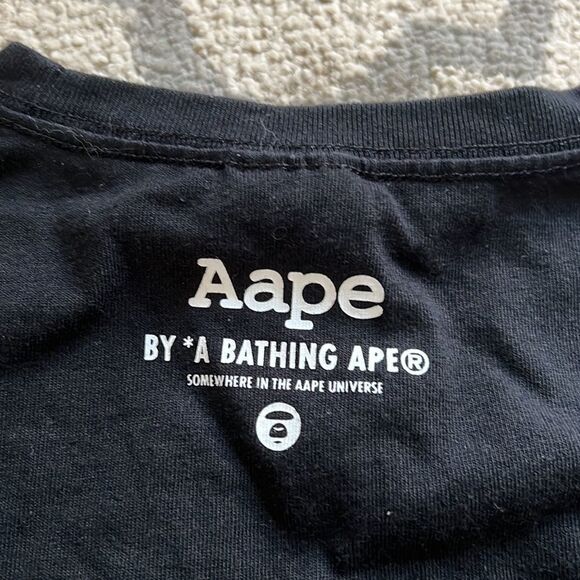 Aape
BY *A BATHING APE®
SOMEWHERE IN THE AAPE UNIVERSE